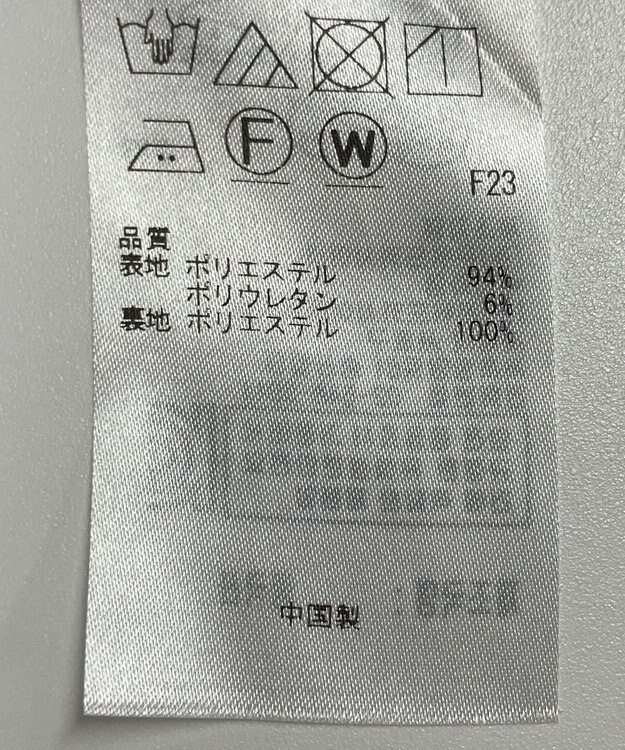 F W
F23
品質
表地 ポリエステル 94%
ポリウレタン 6%
裏地 ポリエステル 100%
中国製